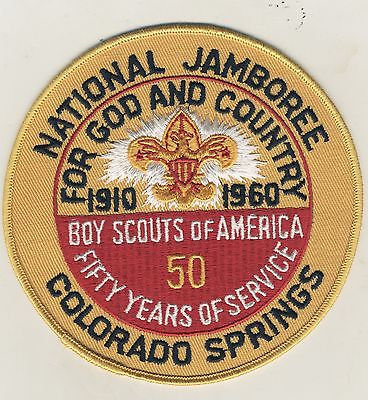 NATIONAL JAMBOREE
FOR GOD AND COUNTRY
1910 1960
BOY SCOUTS OF AMERICA
50
FIFTY YEARS OF SERVICE
COLORADO SPRINGS